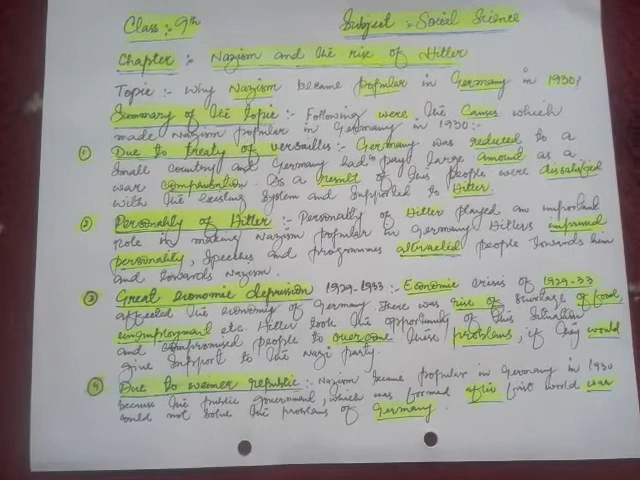 Class :- 9th
Subject :- Social Science
Chapter :- Nazism and the rise of Hitler
Topic :- Why Nazism became popular in Germany in 1930?
Summary of the topic :- Following were the causes which
made Nazism popular in Germany in 1930 :-
① Due to treaty of versailles :- Germany was reduced to a
small country and Germany had to pay large amount as a
war compensation. As a result of this people were dissatisfied
with the existing system and supported to Hitler.
② Personality of Hitler :- Personality of Hitler played an important
role in making Nazism popular in Germany Hitlers
personality, speeches and programmes attracted people towards him
and towards Nazism.
③ Great economic depression 1929-1933 :- Economic crisis of 1929-33
affected the economy of Germany There was rise of shortage of food,
unemployment etc. Hitler took the opportunity of this situation
and people to overcome these problems, if they would
give support to the Nazi party.
④ Due to weimer republic :- Nazism became popular in Germany in 1930
because the public government, which was formed after first world war
could not solve the problems of Germany.